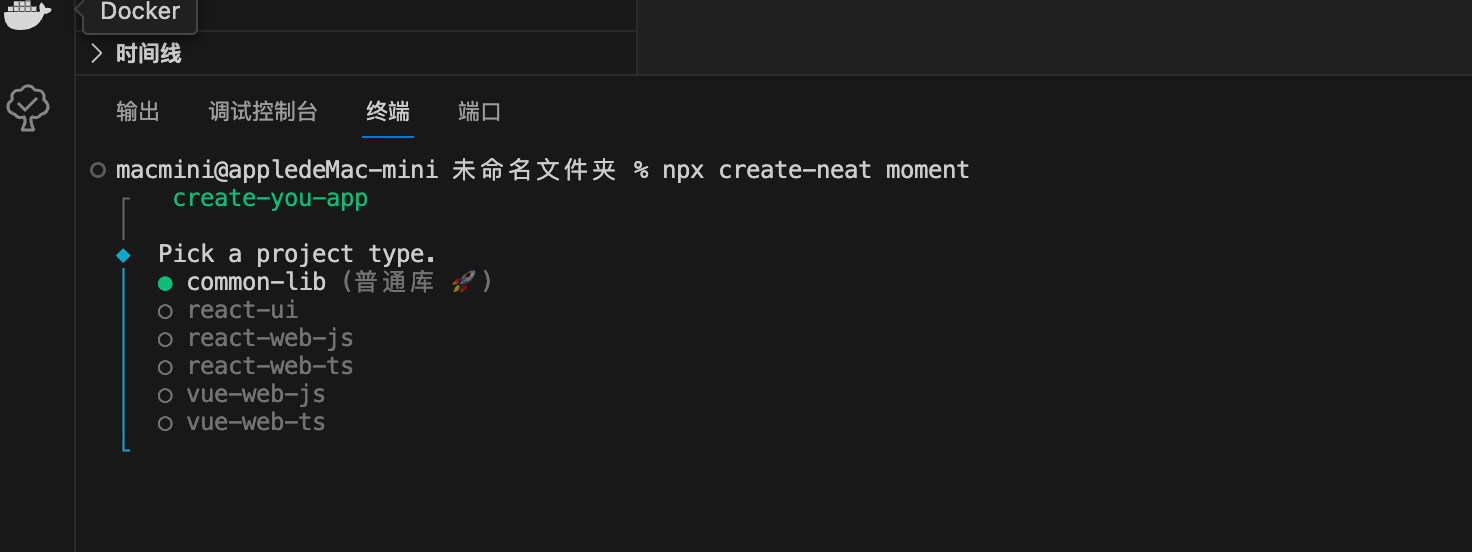 Docker
时间线
输出 调试控制台 终端 端口
macmini@appledeMac-mini 未命名文件夹 % npx create-neat moment
create-you-app
Pick a project type.
common-lib (普通库 🚀)
react-ui
react-web-js
react-web-ts
vue-web-js
vue-web-ts